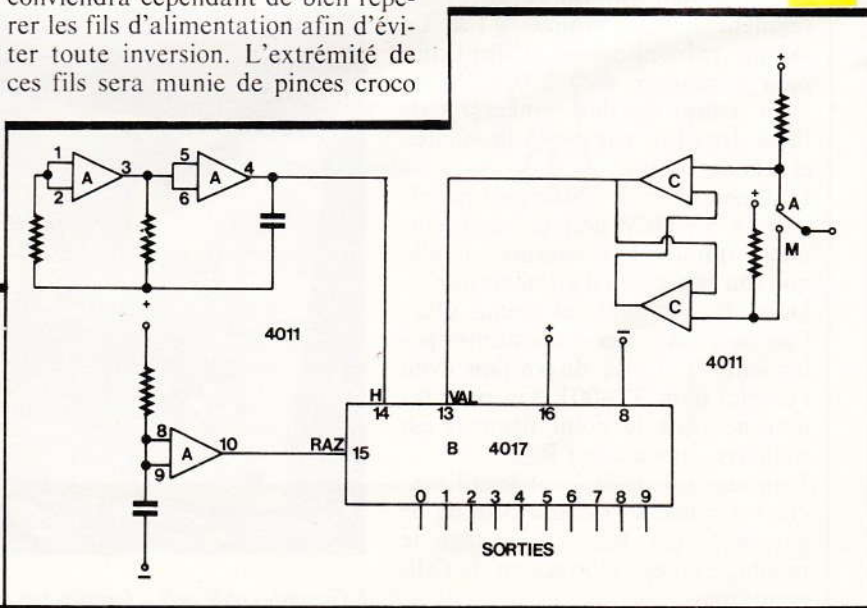 conviendra cependant de bien repé-
rer les fils d'alimentation afin d'évi-
ter toute inversion. L'extrémité de
ces fils sera munie de pinces croco
1
2
A
3
5
6
A
4
+
4011
8
9
A
10
RAZ
H
14
VAL
13
+
16
–
8
15
B 4017
0 1 2 3 4 5 6 7 8 9
SORTIES
–
C
C
4011
+
+
A
M